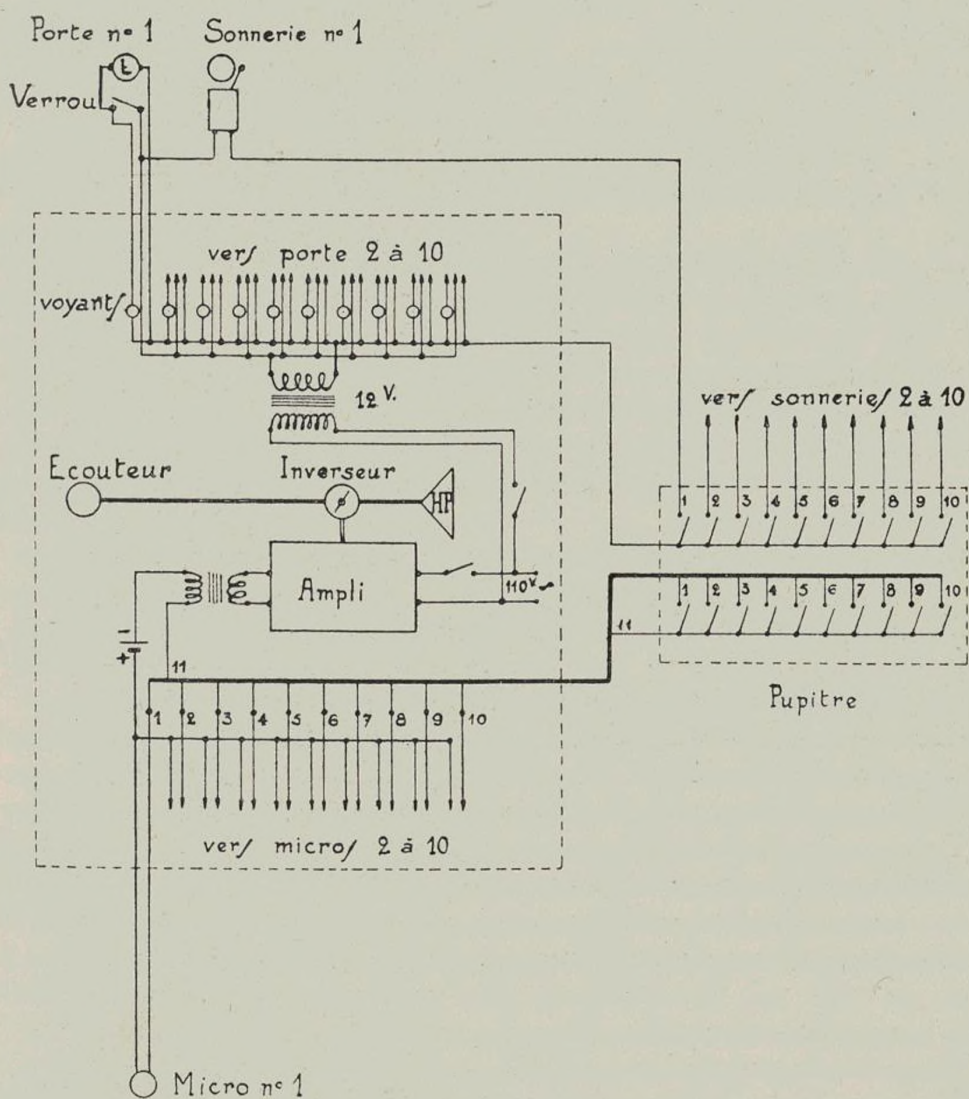 Porte n° 1 Sonnerie n° 1
t
Verrou
vers porte 2 à 10
voyants
12 V.
vers sonneries 2 à 10
Ecouteur Inverseur
HP
1 2 3 4 5 6 7 8 9 10
Ampli
110 V. ~
1 2 3 4 5 6 7 8 9 10
- +
11
11
Pupitre
1 2 3 4 5 6 7 8 9 10
vers micros 2 à 10
Micro n° 1